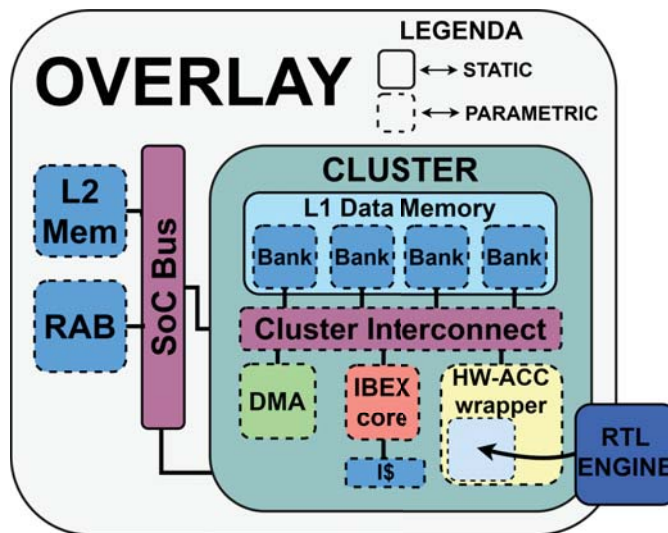 LEGENDA
STATIC
PARAMETRIC
OVERLAY
L2
Mem
RAB
SoC Bus
CLUSTER
L1 Data Memory
Bank Bank Bank Bank
Cluster Interconnect
DMA
IBEX
core
I$
HW-ACC
wrapper
RTL
ENGINE